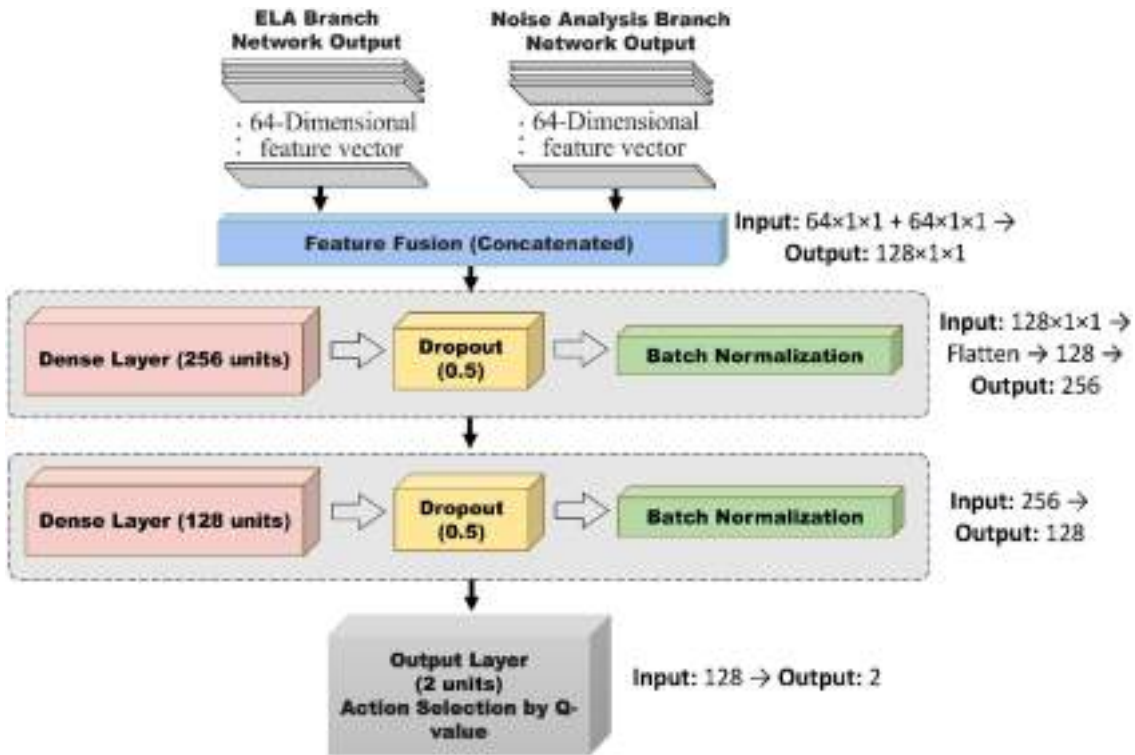 ELA Branch
Network Output
Noise Analysis Branch
Network Output
64-Dimensional
feature vector
64-Dimensional
feature vector
Feature Fusion (Concatenated)
Input: 64×1×1 + 64×1×1 →
Output: 128×1×1
Dense Layer (256 units)
Dropout
(0.5)
Batch Normalization
Input: 128×1×1 →
Flatten → 128 →
Output: 256
Dense Layer (128 units)
Dropout
(0.5)
Batch Normalization
Input: 256 →
Output: 128
Output Layer
(2 units)
Action Selection by Q-
value
Input: 128 → Output: 2